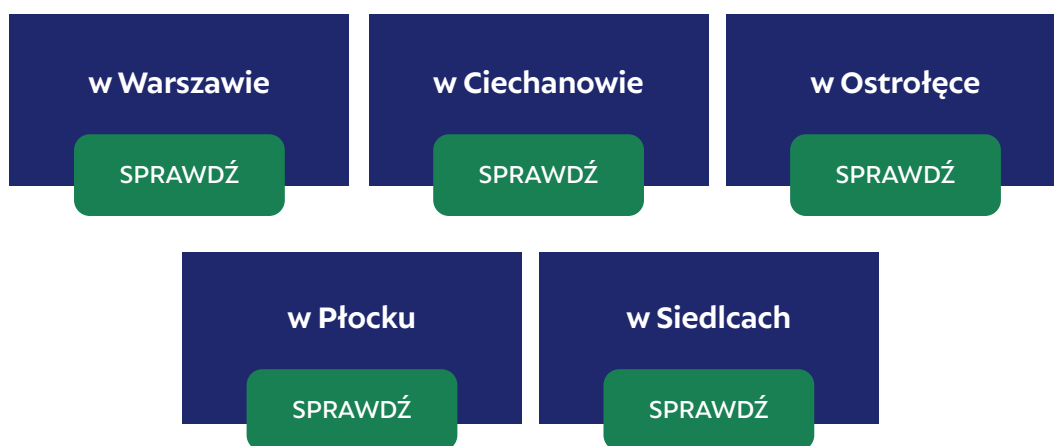 w Warszawie
SPRAWDŹ
w Ciechanowie
SPRAWDŹ
w Ostrołęce
SPRAWDŹ
w Płocku
SPRAWDŹ
w Siedlcach
SPRAWDŹ